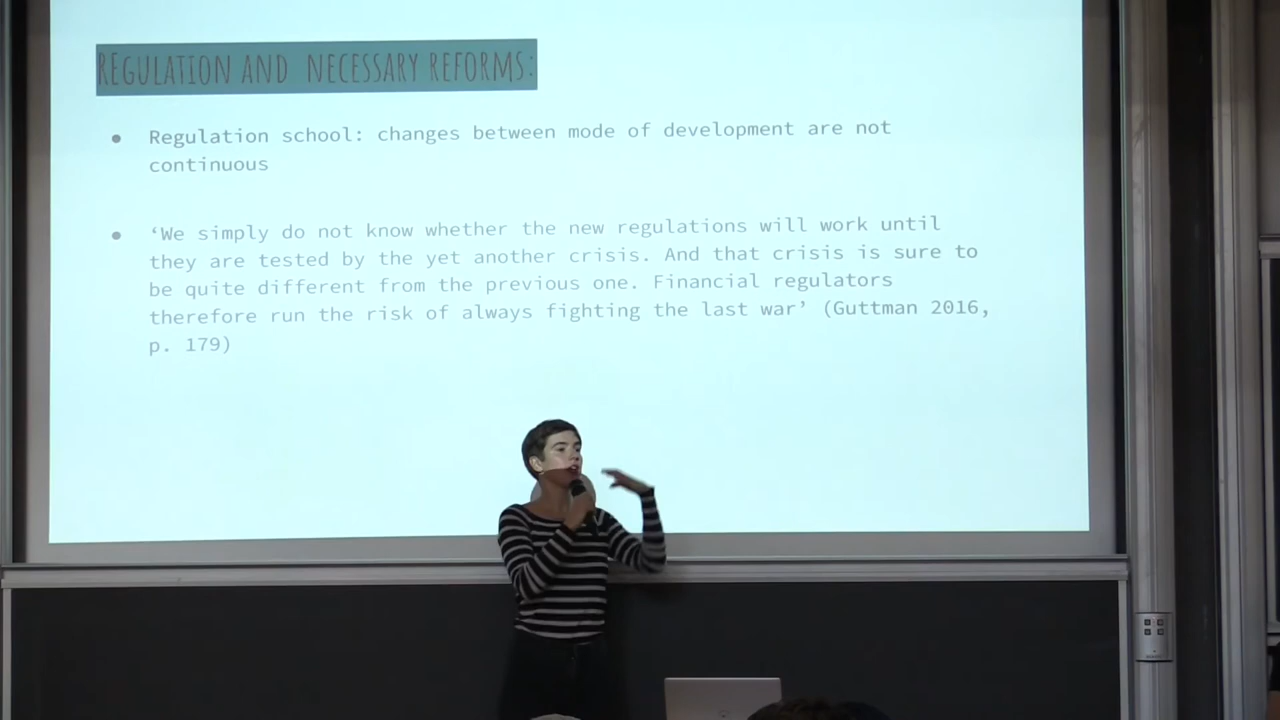 REGULATION AND NECESSARY REFORMS:
● Regulation school: changes between mode of development are not
continuous
● ‘We simply do not know whether the new regulations will work until
they are tested by the yet another crisis. And that crisis is sure to
be quite different from the previous one. Financial regulators
therefore run the risk of always fighting the last war’ (Guttman 2016,
p. 179)